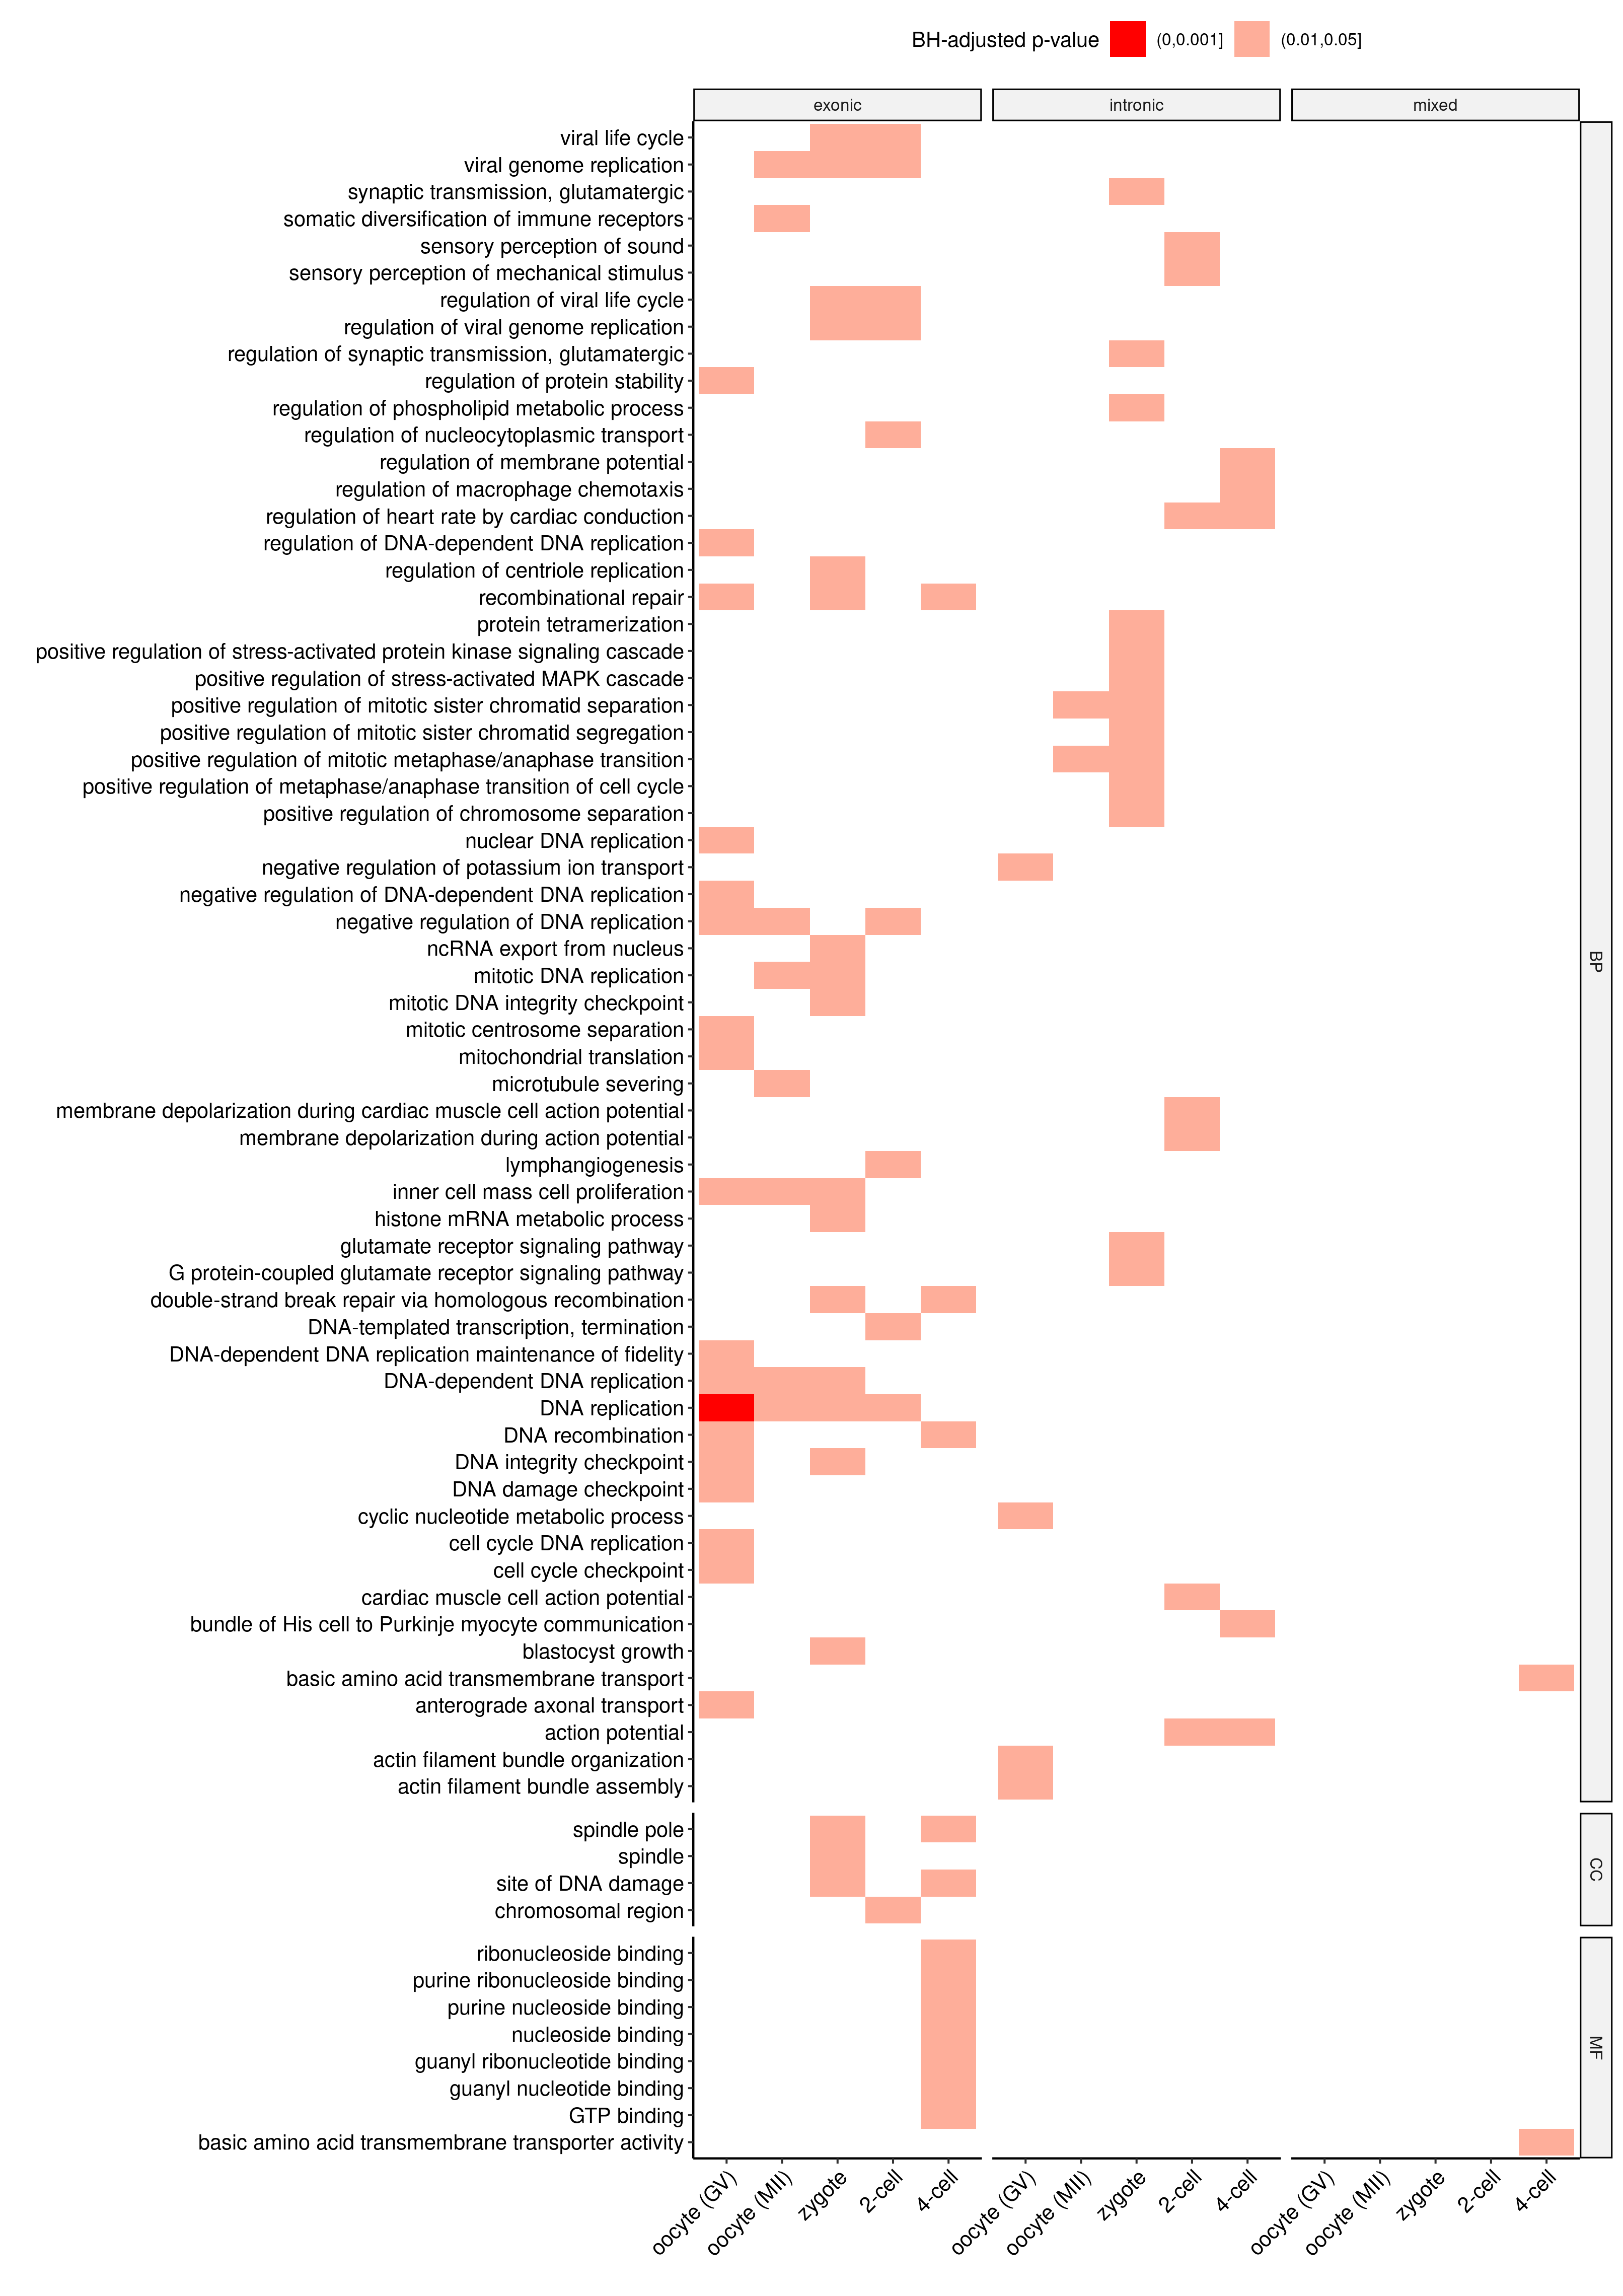 BH-adjusted p-value (0,0.001] (0.01,0.05]
exonic intronic mixed
viral life cycle
viral genome replication
synaptic transmission, glutamatergic
somatic diversification of immune receptors
sensory perception of sound
sensory perception of mechanical stimulus
regulation of viral life cycle
regulation of viral genome replication
regulation of synaptic transmission, glutamatergic
regulation of protein stability
regulation of phospholipid metabolic process
regulation of nucleocytoplasmic transport
regulation of membrane potential
regulation of macrophage chemotaxis
regulation of heart rate by cardiac conduction
regulation of DNA-dependent DNA replication
regulation of centriole replication
recombinational repair
protein tetramerization
positive regulation of stress-activated protein kinase signaling cascade
positive regulation of stress-activated MAPK cascade
positive regulation of mitotic sister chromatid separation
positive regulation of mitotic sister chromatid segregation
positive regulation of mitotic metaphase/anaphase transition
positive regulation of metaphase/anaphase transition of cell cycle
positive regulation of chromosome separation
nuclear DNA replication
negative regulation of potassium ion transport
negative regulation of DNA-dependent DNA replication
negative regulation of DNA replication
ncRNA export from nucleus
mitotic DNA replication
mitotic DNA integrity checkpoint
mitotic centrosome separation
mitochondrial translation
microtubule severing
membrane depolarization during cardiac muscle cell action potential
membrane depolarization during action potential
lymphangiogenesis
inner cell mass cell proliferation
histone mRNA metabolic process
glutamate receptor signaling pathway
G protein-coupled glutamate receptor signaling pathway
double-strand break repair via homologous recombination
DNA-templated transcription, termination
DNA-dependent DNA replication maintenance of fidelity
DNA-dependent DNA replication
DNA replication
DNA recombination
DNA integrity checkpoint
DNA damage checkpoint
cyclic nucleotide metabolic process
cell cycle DNA replication
cell cycle checkpoint
cardiac muscle cell action potential
bundle of His cell to Purkinje myocyte communication
blastocyst growth
basic amino acid transmembrane transport
anterograde axonal transport
action potential
actin filament bundle organization
actin filament bundle assembly
BP
spindle pole
spindle
site of DNA damage
chromosomal region
CC
ribonucleoside binding
purine ribonucleoside binding
purine nucleoside binding
nucleoside binding
guanyl ribonucleotide binding
guanyl nucleotide binding
GTP binding
basic amino acid transmembrane transporter activity
MF
oocyte (GV) oocyte (MII) zygote 2-cell 4-cell oocyte (GV) oocyte (MII) zygote 2-cell 4-cell oocyte (GV) oocyte (MII) zygote 2-cell 4-cell